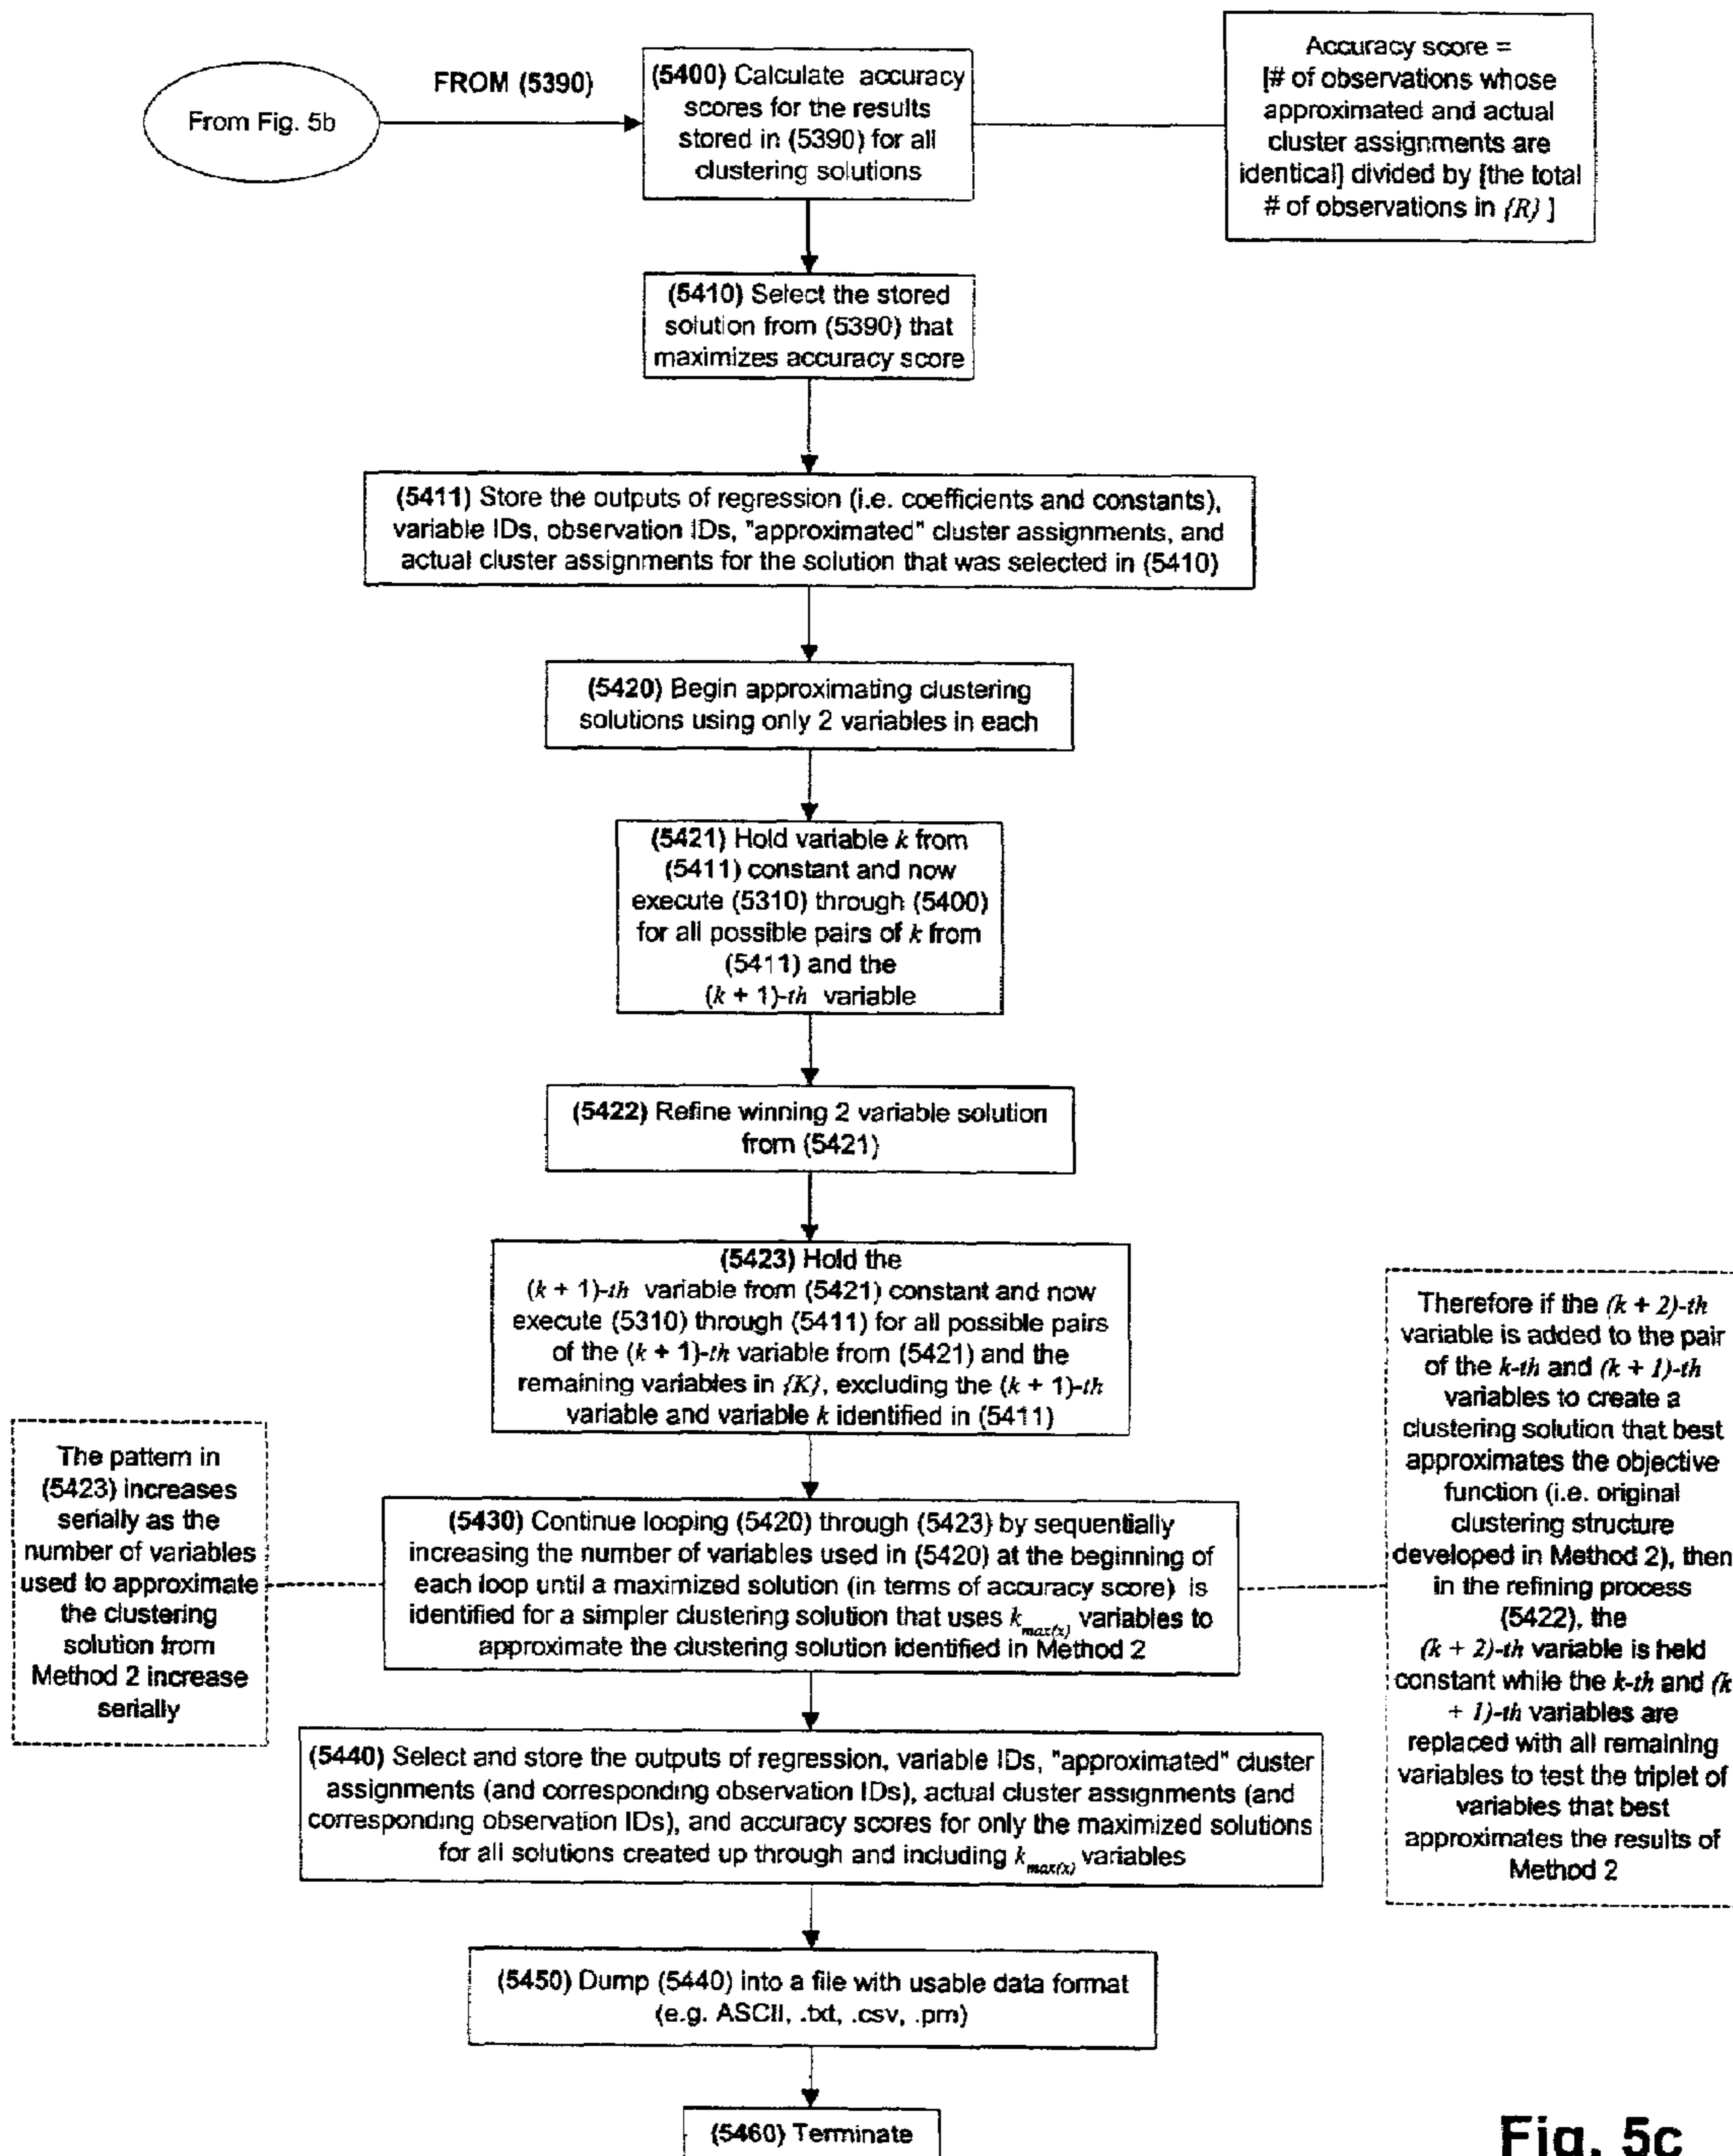 From Fig. 5b
FROM (5390)
(5400) Calculate accuracy
scores for the results
stored in (5390) for all
clustering solutions
Accuracy score =
[# of observations whose
approximated and actual
cluster assignments are
identical] divided by [the total
# of observations in {R} ]
(5410) Select the stored
solution from (5390) that
maximizes accuracy score
(5411) Store the outputs of regression (i.e. coefficients and constants),
variable IDs, observation IDs, "approximated" cluster assignments, and
actual cluster assignments for the solution that was selected in (5410)
(5420) Begin approximating clustering
solutions using only 2 variables in each
(5421) Hold variable k from
(5411) constant and now
execute (5310) through (5400)
for all possible pairs of k from
(5411) and the
(k + 1)-th variable
(5422) Refine winning 2 variable solution
from (5421)
(5423) Hold the
(k + 1)-th variable from (5421) constant and now
execute (5310) through (5411) for all possible pairs
of the (k + 1)-th variable from (5421) and the
remaining variables in {K}, excluding the (k + 1)-th
variable and variable k identified in (5411)
The pattern in
(5423) increases
serially as the
number of variables
used to approximate
the clustering
solution from
Method 2 increase
serially
(5430) Continue looping (5420) through (5423) by sequentially
increasing the number of variables used in (5420) at the beginning of
each loop until a maximized solution (in terms of accuracy score) is
identified for a simpler clustering solution that uses k max(x) variables to
approximate the clustering solution identified in Method 2
Therefore if the (k + 2)-th
variable is added to the pair
of the k-th and (k + 1)-th
variables to create a
clustering solution that best
approximates the objective
function (i.e. original
clustering structure
developed in Method 2), then
in the refining process
(5422), the
(k + 2)-th variable is held
constant while the k-th and (k
+ 1)-th variables are
replaced with all remaining
variables to test the triplet of
variables that best
approximates the results of
Method 2
(5440) Select and store the outputs of regression, variable IDs, "approximated" cluster
assignments (and corresponding observation IDs), actual cluster assignments (and
corresponding observation IDs), and accuracy scores for only the maximized solutions
for all solutions created up through and including k max(x) variables
(5450) Dump (5440) into a file with usable data format
(e.g. ASCII, .txt, .csv, .prn)
(5460) Terminate
Fig. 5c